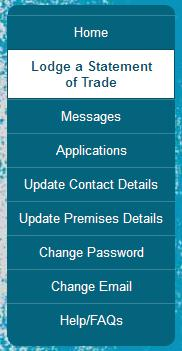 Home
Lodge a Statement
of Trade
Messages
Applications
Update Contact Details
Update Premises Details
Change Password
Change Email
Help/FAQs